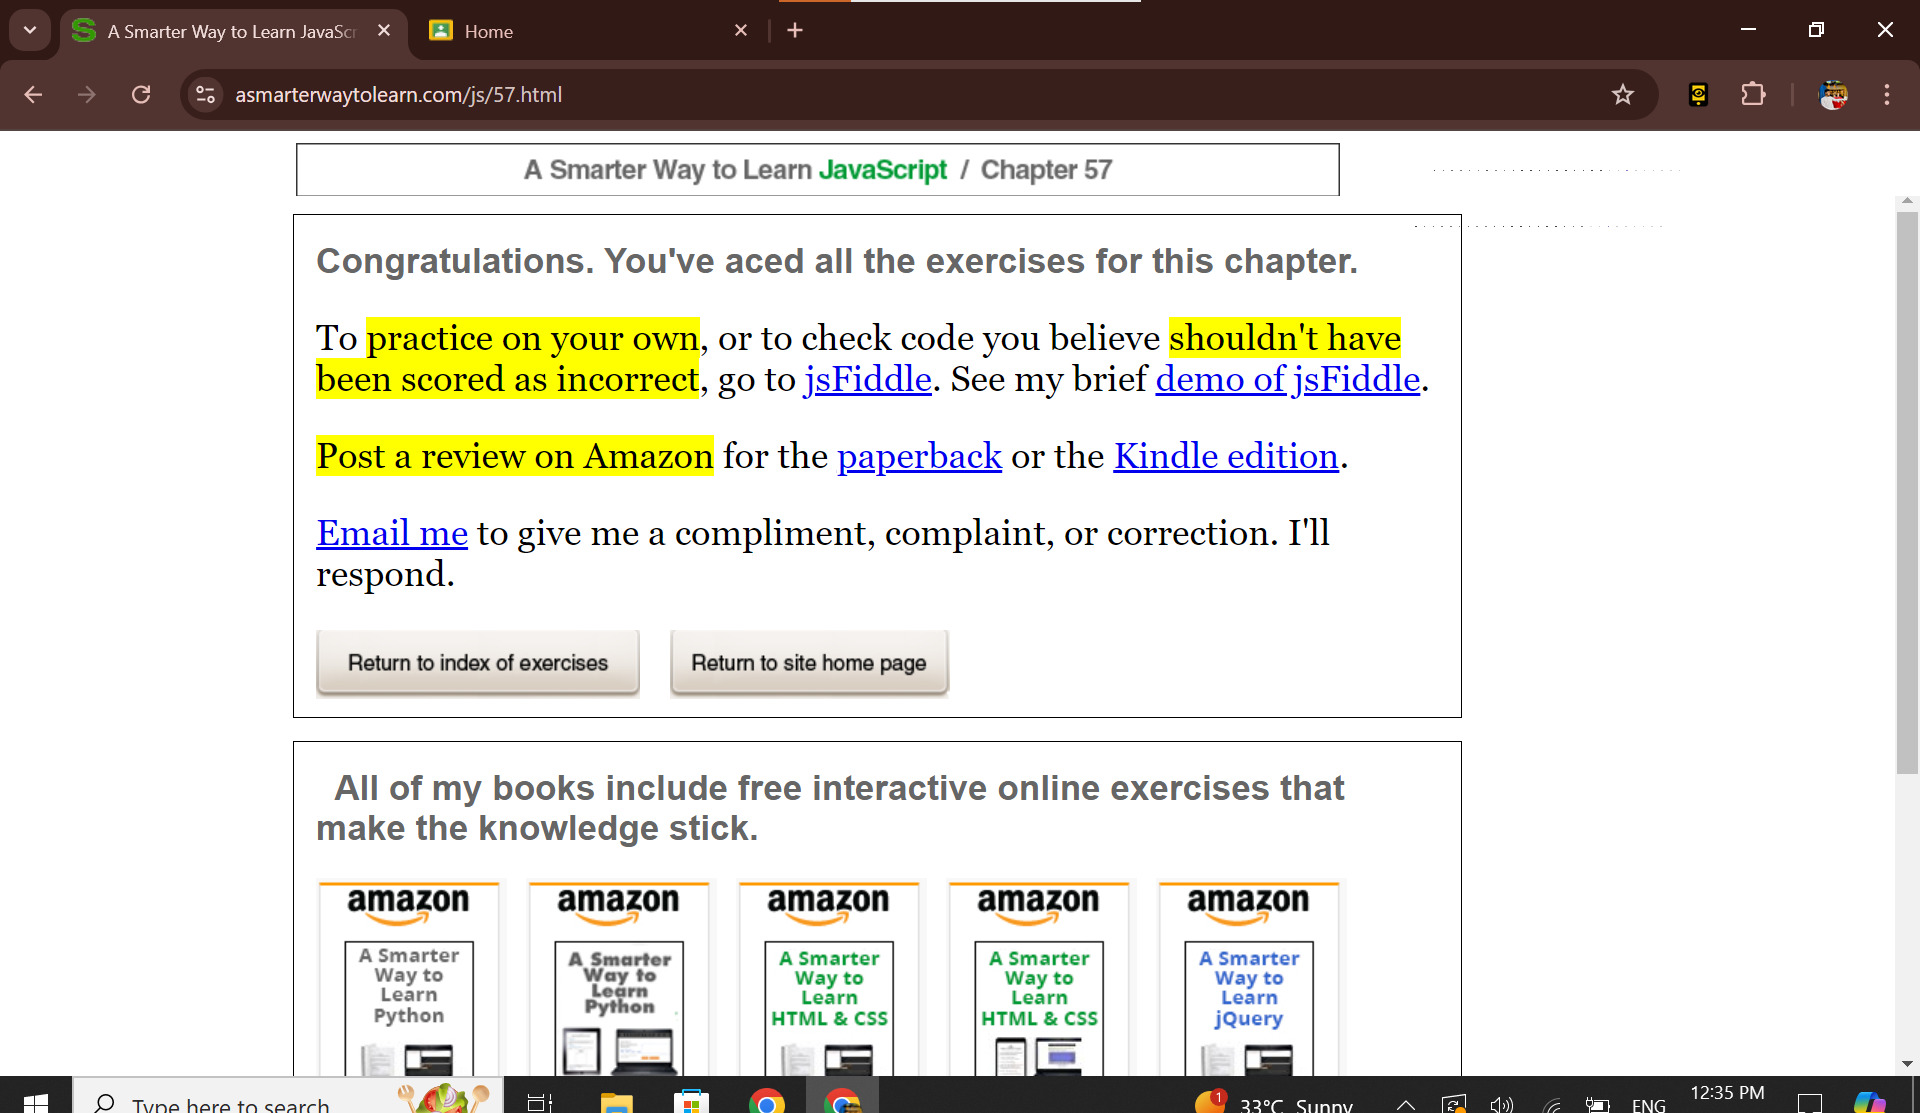 A Smarter Way to Learn JavaScr
Home
asmarterwaytolearn.com/js/57.html
A Smarter Way to Learn JavaScript / Chapter 57
Congratulations. You've aced all the exercises for this chapter.
To practice on your own, or to check code you believe shouldn't have
been scored as incorrect, go to jsFiddle. See my brief demo of jsFiddle.
Post a review on Amazon for the paperback or the Kindle edition.
Email me to give me a compliment, complaint, or correction. I'll
respond.
Return to index of exercises
Return to site home page
All of my books include free interactive online exercises that
make the knowledge stick.
amazon
A Smarter
Way to
Learn
Python
amazon
A Smarter
Way to
Learn
Python
amazon
A Smarter
Way to
Learn
HTML & CSS
amazon
A Smarter
Way to
Learn
HTML & CSS
amazon
A Smarter
Way to
Learn
jQuery
Type here to search
1
33°C Sunny
ENG
12:35 PM